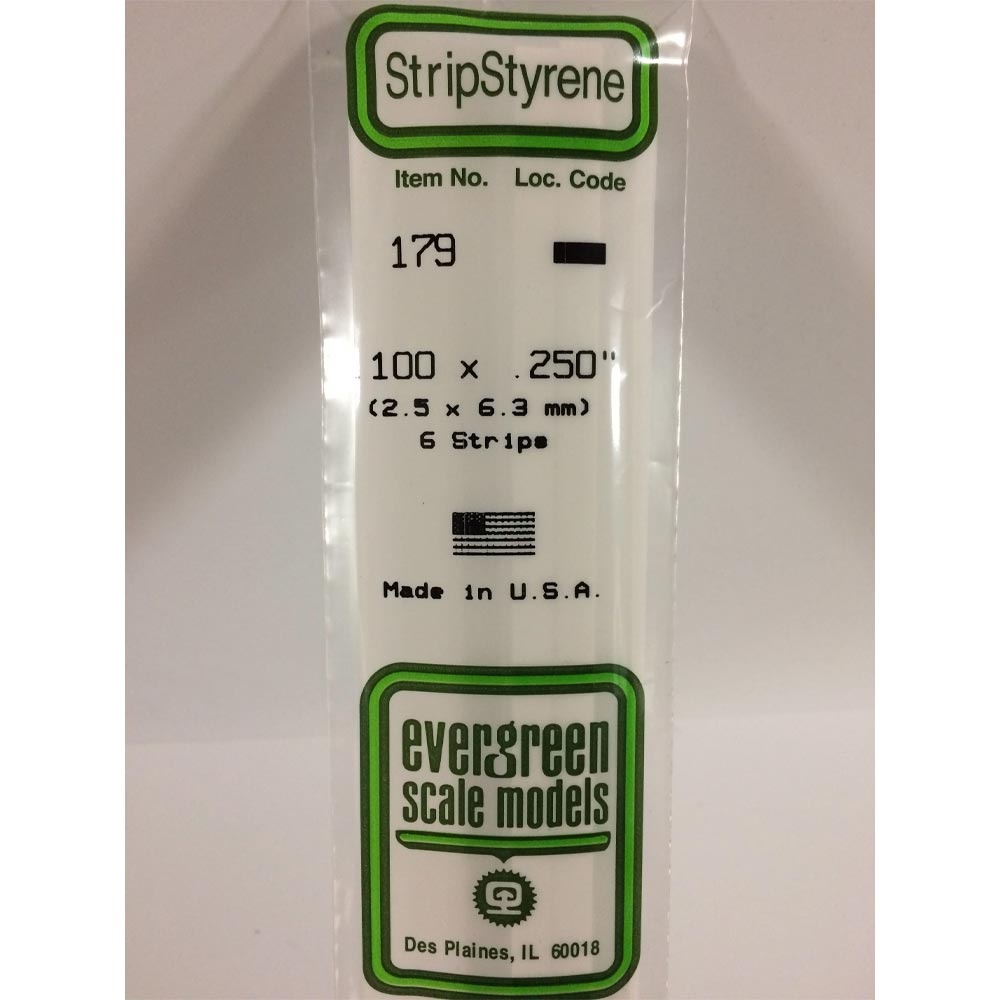 StripStyrene
Item No. Loc. Code
179
.100 x .250"
(2.5 x 6.3 mm)
6 Strips
Made in U.S.A.
evergreen
scale models
Des Plaines, IL 60018